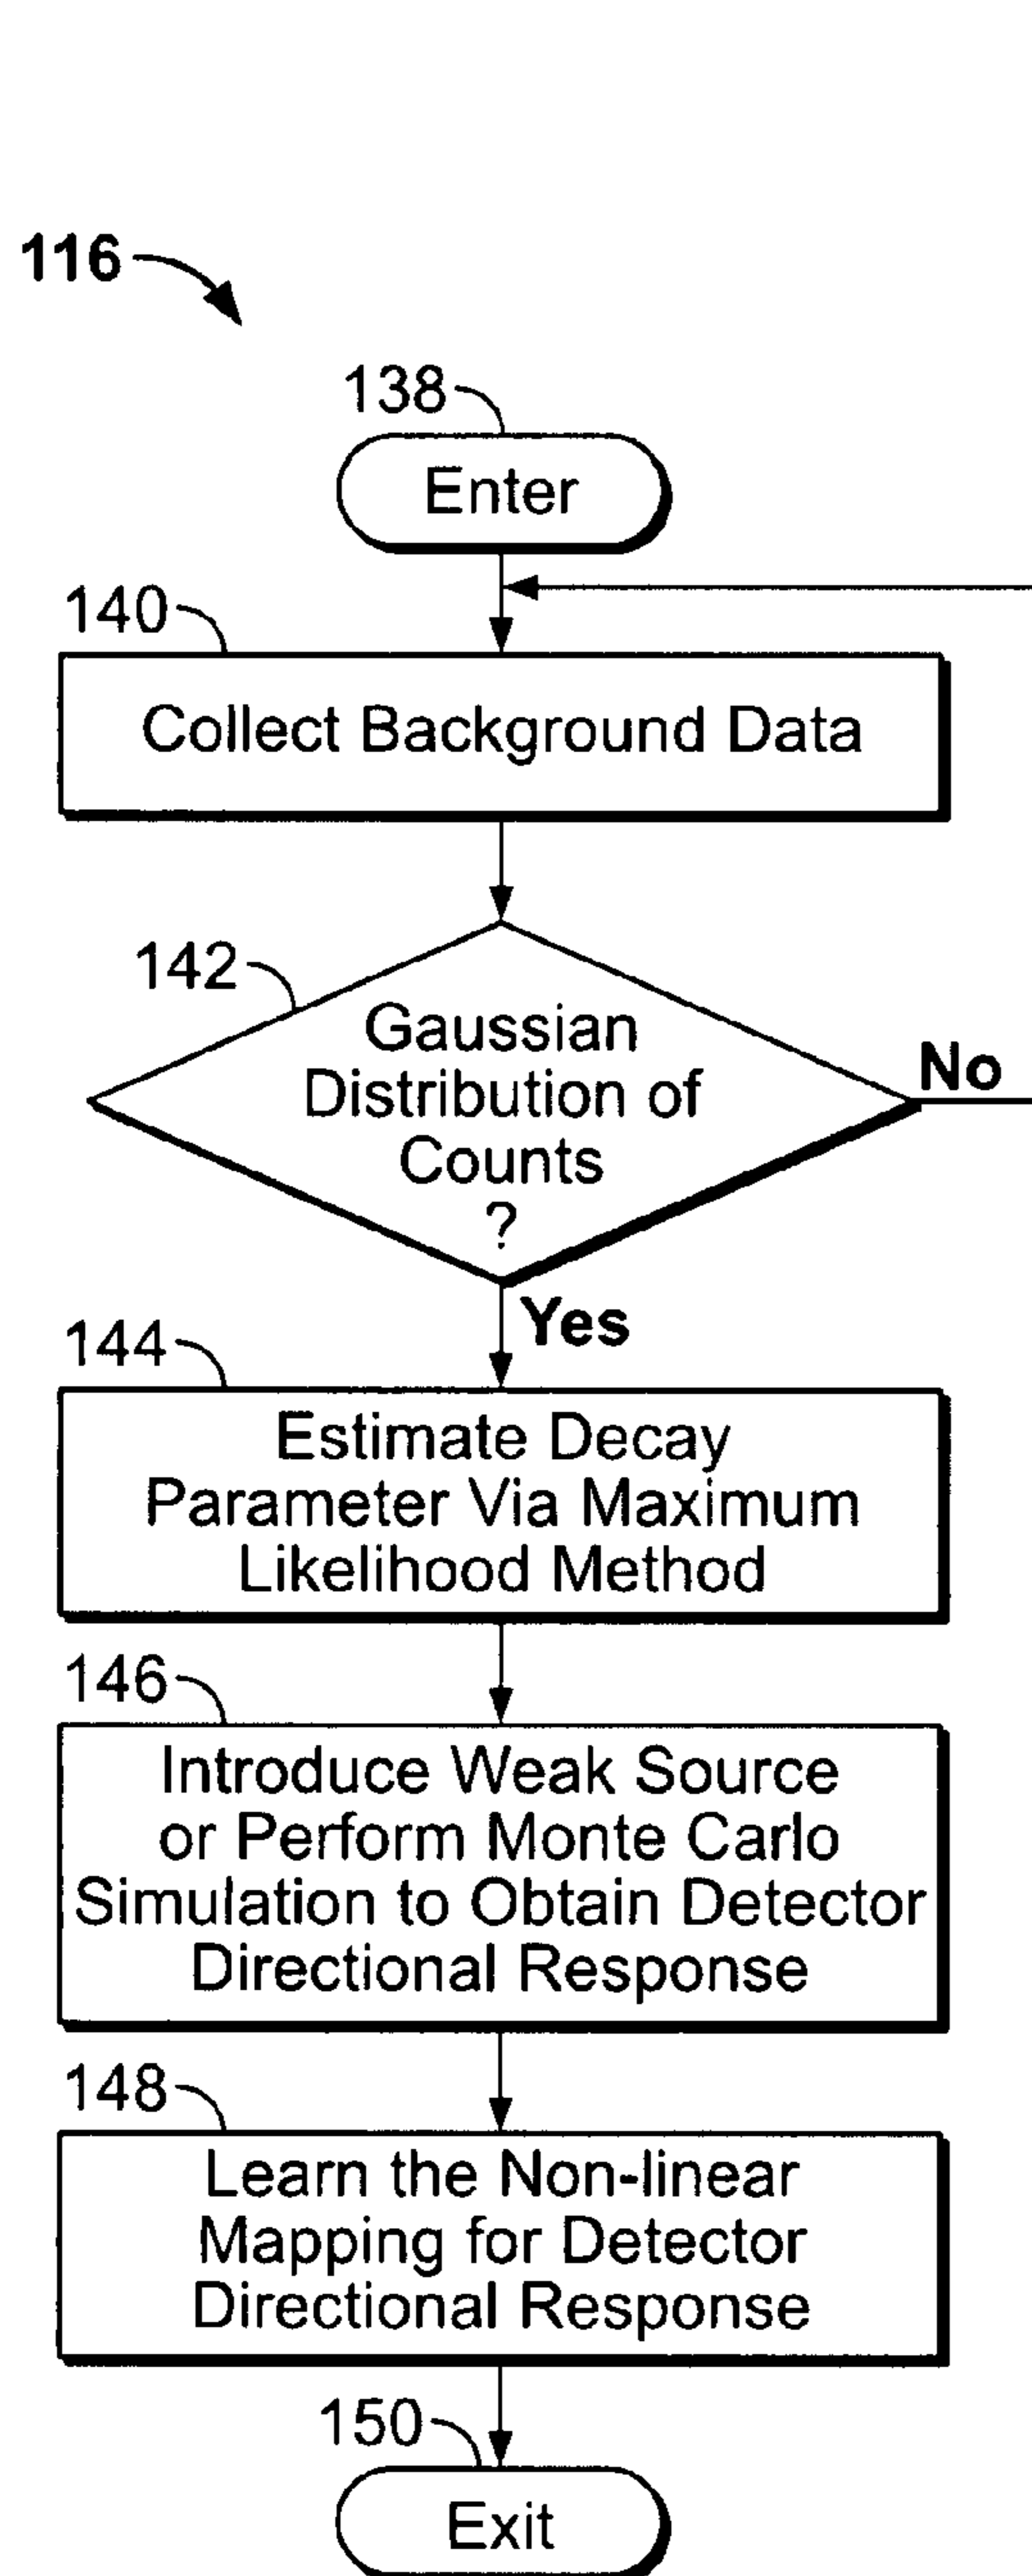 116
138
Enter
140
Collect Background Data
142
Gaussian
Distribution of
Counts
?
No
Yes
144
Estimate Decay
Parameter Via Maximum
Likelihood Method
146
Introduce Weak Source
or Perform Monte Carlo
Simulation to Obtain Detector
Directional Response
148
Learn the Non-linear
Mapping for Detector
Directional Response
150
Exit